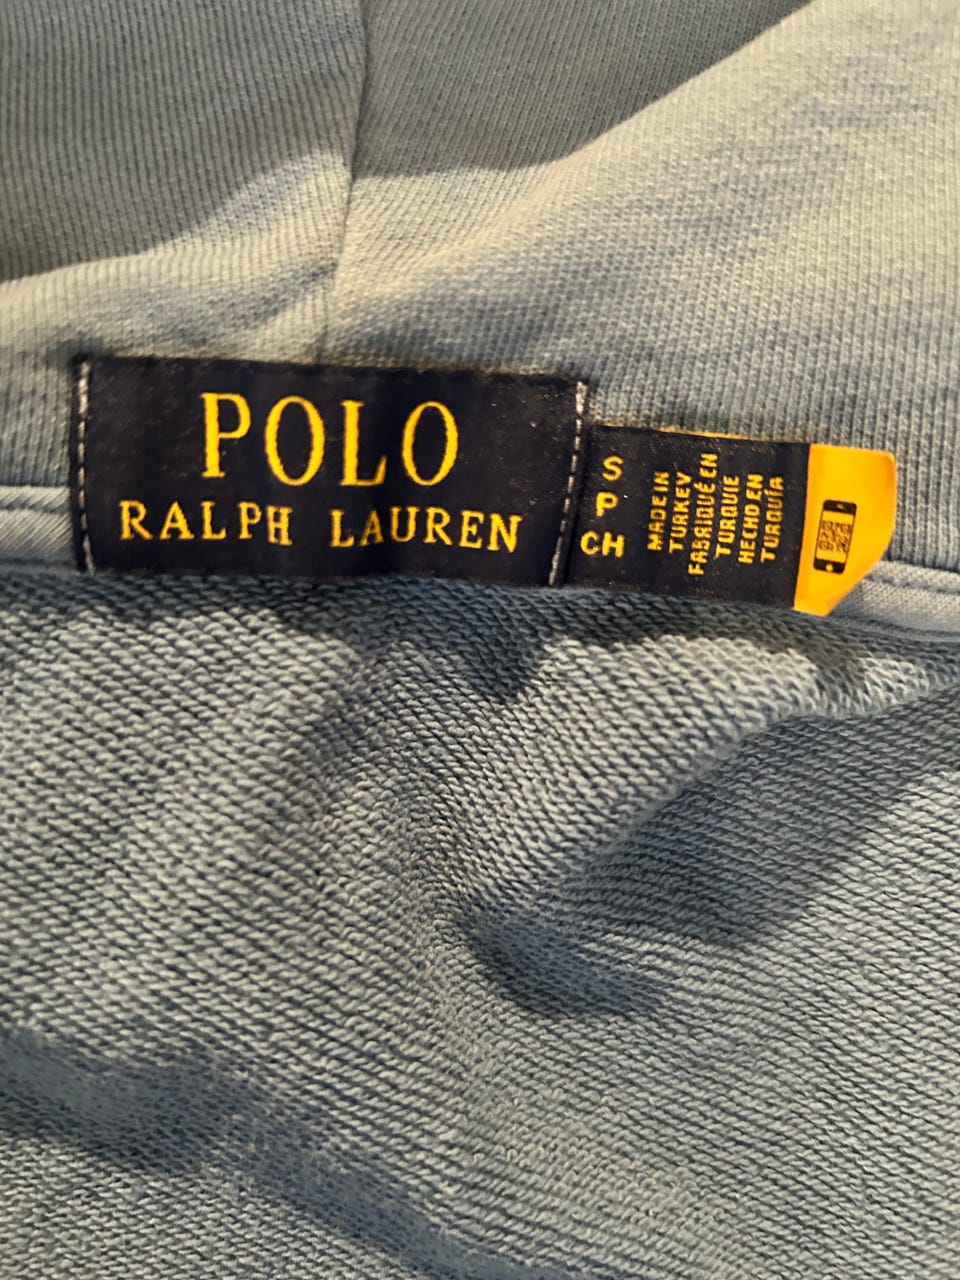 POLO
RALPH LAUREN
S
P
CH
MADE IN
TURKEY
FABRIQUÉ EN
TURQUIE
HECHO EN
TURQUÍA